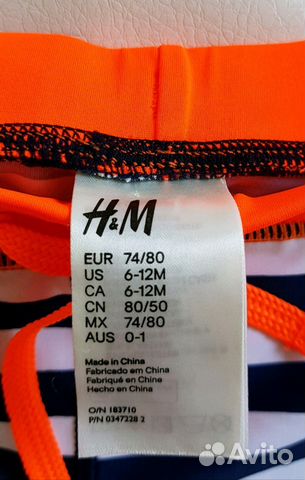 H&M
EUR 74/80
US 6-12M
CA 6-12M
CN 80/50
MX 74/80
AUS 0-1
Made in China
Fabricado em China
Fabriqué en Chine
Hecho en China
O/N 183710
P/N 0347228 2
Avito